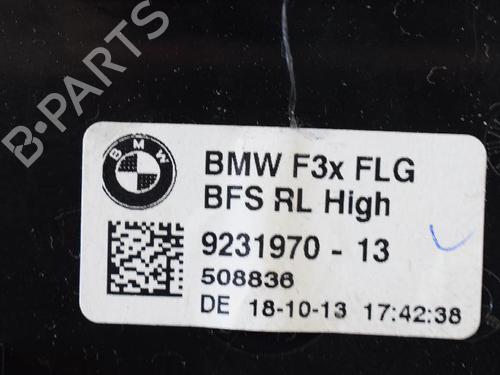 B-PARTS
BMW
BMW F3x FLG
BFS RL High
9231970 - 13
508836
DE 18-10-13 17:42:38